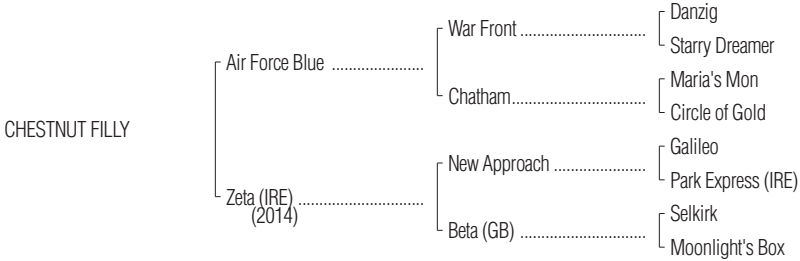 Danzig
War Front ..............................
Starry Dreamer
Air Force Blue ......................
Maria's Mon
Chatham................................
Circle of Gold
CHESTNUT FILLY
Galileo
New Approach ......................
Park Express (IRE)
Zeta (IRE) ..............................
(2014)
Selkirk
Beta (GB) ..............................
Moonlight's Box